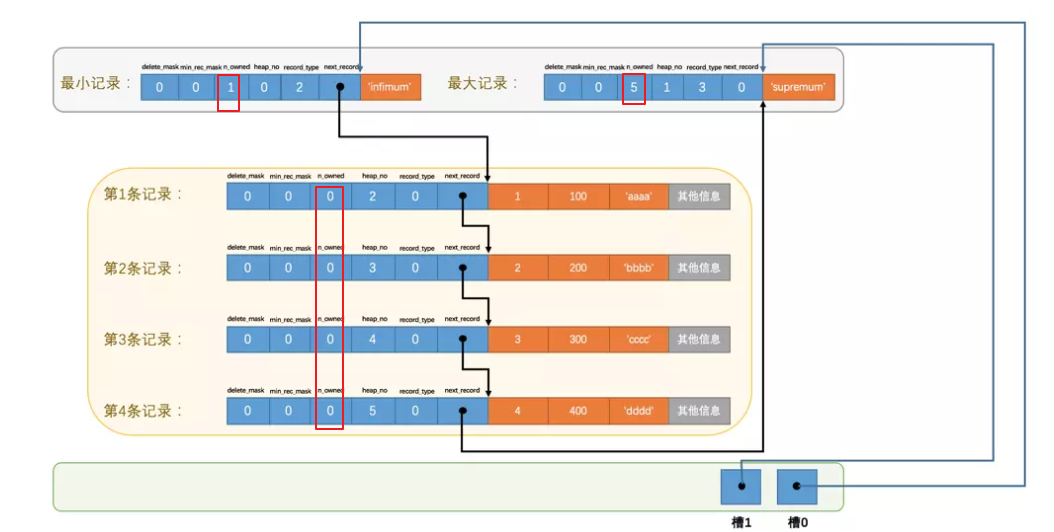 delete_mask min_rec_mask n_owned heap_no record_type next_record
最小记录： 0 0 1 0 2 'infimum'
delete_mask min_rec_mask n_owned heap_no record_type next_record
最大记录： 0 0 5 1 3 0 'supremum'
delete_mask min_rec_mask n_owned heap_no record_type next_record
第1条记录： 0 0 0 2 0 1 100 'aaaa' 其他信息
delete_mask min_rec_mask n_owned heap_no record_type next_record
第2条记录： 0 0 0 3 0 2 200 'bbbb' 其他信息
delete_mask min_rec_mask n_owned heap_no record_type next_record
第3条记录： 0 0 0 4 0 3 300 'cccc' 其他信息
delete_mask min_rec_mask n_owned heap_no record_type next_record
第4条记录： 0 0 0 5 0 4 400 'dddd' 其他信息
槽1 槽0